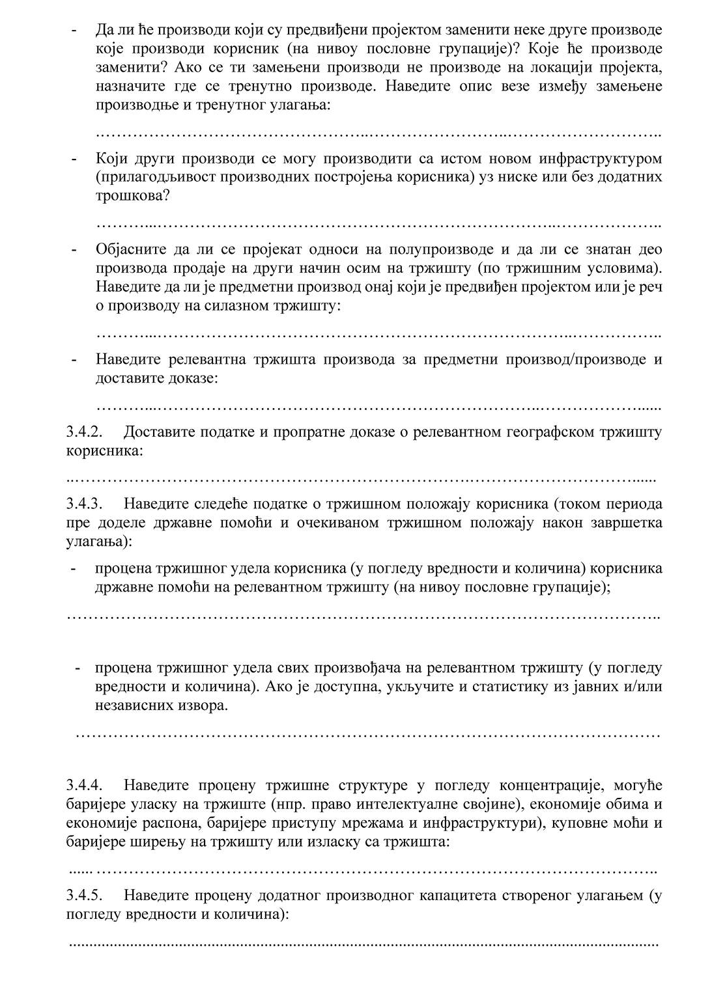 - Да ли ће производи који су предвиђени пројектом заменити неке друге производе
које производи корисник (на нивоу пословне групације)? Које ће производе
заменити? Ако се ти замењени производи не производе на локацији пројекта,
назначите где се тренутно производе. Наведите опис везе између замењене
производње и тренутног улагања:
..…………………………………………..……………………..………………………..
- Који други производи се могу производити са истом новом инфраструктуром
(прилагодљивост производних постројења корисника) уз ниске или без додатних
трошкова?
………...………………………………………………………………..………………..
- Објасните да ли се пројекат односи на полупроизводе и да ли се знатан део
производа продаје на други начин осим на тржишту (по тржишним условима).
Наведите да ли је предметни производ онај који је предвиђен пројектом или је реч
о производу на силазном тржишту:
………...…………………………………………………………………..……………..
- Наведите релевантна тржишта производа за предметни производ/производе и
доставите доказе:
………...……………………………………………………………..………………......
3.4.2. Доставите податке и пропратне доказе о релевантном географском тржишту
корисника:
..……………………………………………………………….…………………………......
3.4.3. Наведите следеће податке о тржишном положају корисника (током периода
пре доделе државне помоћи и очекиваном тржишном положају након завршетка
улагања):
- процена тржишног удела корисника (у погледу вредности и количина) корисника
државне помоћи на релевантном тржишту (на нивоу пословне групације);
………………………………………………………………………………………………..
- процена тржишног удела свих произвођача на релевантном тржишту (у погледу
вредности и количина). Ако је доступна, укључите и статистику из јавних и/или
независних извора.
………………………………………………………………………………………………
3.4.4. Наведите процену тржишне структуре у погледу концентрације, могуће
баријере уласку на тржиште (нпр. право интелектуалне својине), економије обима и
економије распона, баријере приступу мрежама и инфраструктури), куповне моћи и
баријере ширењу на тржишту или изласку са тржишта:
...... …………………………………………………………………………………………..
3.4.5. Наведите процену додатног производног капацитета створеног улагањем (у
погледу вредности и количина):
.................................................................................................................................................